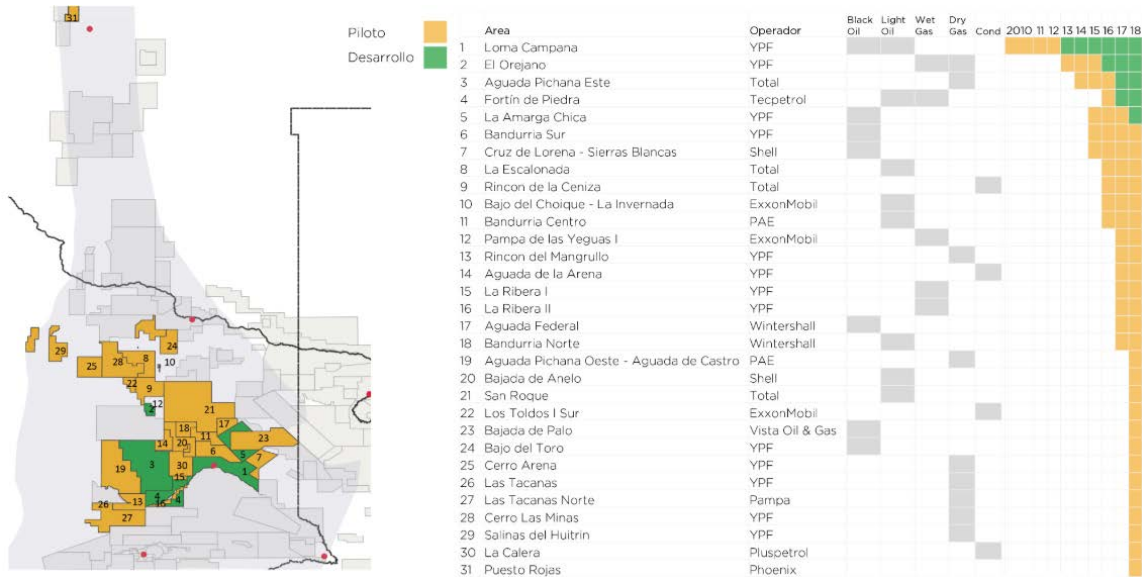 Piloto
Desarrollo
Area Operador Black Oil Light Oil Wet Gas Dry Gas Cond 2010 11 12 13 14 15 16 17 18
1 Loma Campana YPF
2 El Orejano YPF
3 Aguada Pichana Este Total
4 Fortín de Piedra Tecpetrol
5 La Amarga Chica YPF
6 Bandurria Sur YPF
7 Cruz de Lorena - Sierras Blancas Shell
8 La Escalonada Total
9 Rincon de la Ceniza Total
10 Bajo del Choique - La Invernada ExxonMobil
11 Bandurria Centro PAE
12 Pampa de las Yeguas I ExxonMobil
13 Rincon del Mangrullo YPF
14 Aguada de la Arena YPF
15 La Ribera I YPF
16 La Ribera II YPF
17 Aguada Federal Wintershall
18 Bandurria Norte Wintershall
19 Aguada Pichana Oeste - Aguada de Castro PAE
20 Bajada de Anelo Shell
21 San Roque Total
22 Los Toldos I Sur ExxonMobil
23 Bajada de Palo Vista Oil & Gas
24 Bajo del Toro YPF
25 Cerro Arena YPF
26 Las Tacanas YPF
27 Las Tacanas Norte Pampa
28 Cerro Las Minas YPF
29 Salinas del Huitrin YPF
30 La Calera Pluspetrol
31 Puesto Rojas Phoenix
31
24
29
28
8
25
10
22
9
12
2
21
17
18
11
23
14
20
6
5
7
19
3
30
1
15
4
4
13
16
26
27